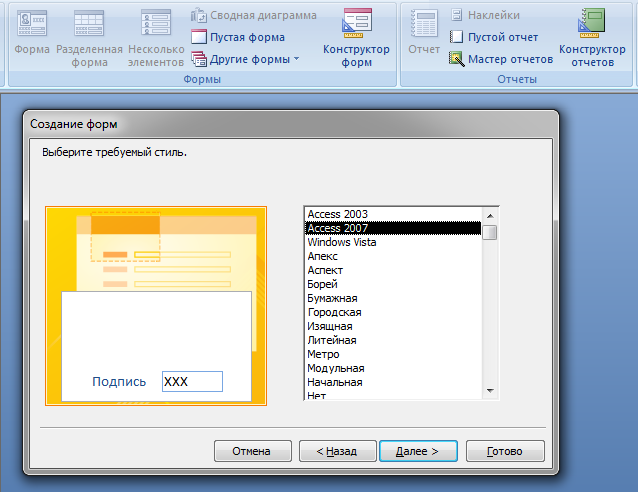 Форма
Разделенная форма
Несколько элементов
Сводная диаграмма
Пустая форма
Другие формы
Конструктор форм
Формы
Отчет
Наклейки
Пустой отчет
Мастер отчетов
Конструктор отчетов
Отчеты
Создание форм
Выберите требуемый стиль.
Подпись XXX
Access 2003
Access 2007
Windows Vista
Апекс
Аспект
Борей
Бумажная
Городская
Изящная
Литейная
Метро
Модульная
Начальная
Нет
Отмена
< Назад
Далее >
Готово